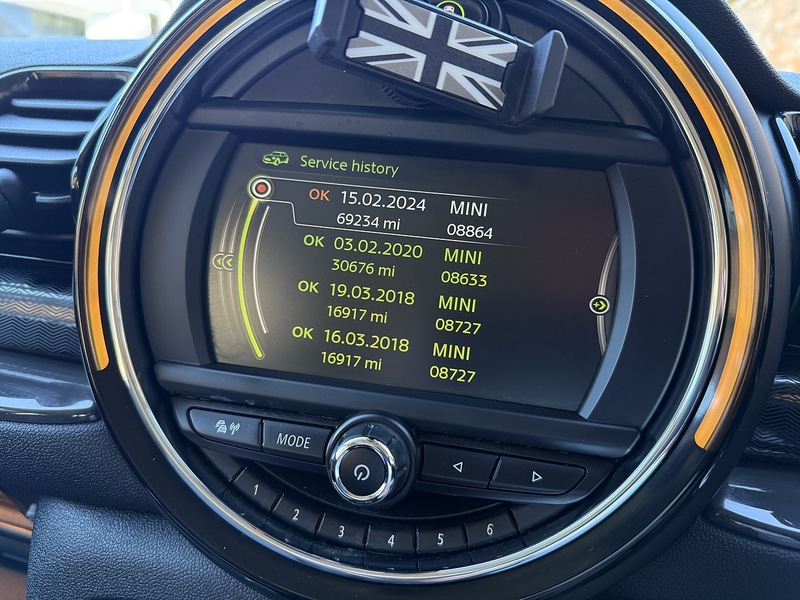 Service history
OK 15.02.2024 MINI
69234 mi 08864
OK 03.02.2020 MINI
30676 mi 08633
OK 19.03.2018 MINI
16917 mi 08727
OK 16.03.2018 MINI
16917 mi 08727
MODE
1 2 3 4 5 6